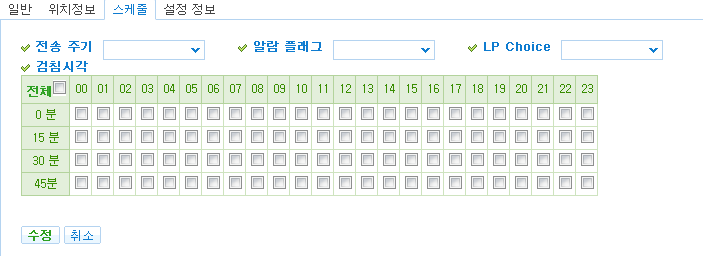 일반 위치정보 스케줄 설정 정보
전송 주기 알람 플래그 LP Choice
검침시각
전체 00 01 02 03 04 05 06 07 08 09 10 11 12 13 14 15 16 17 18 19 20 21 22 23
0 분
15 분
30 분
45분
수정 취소